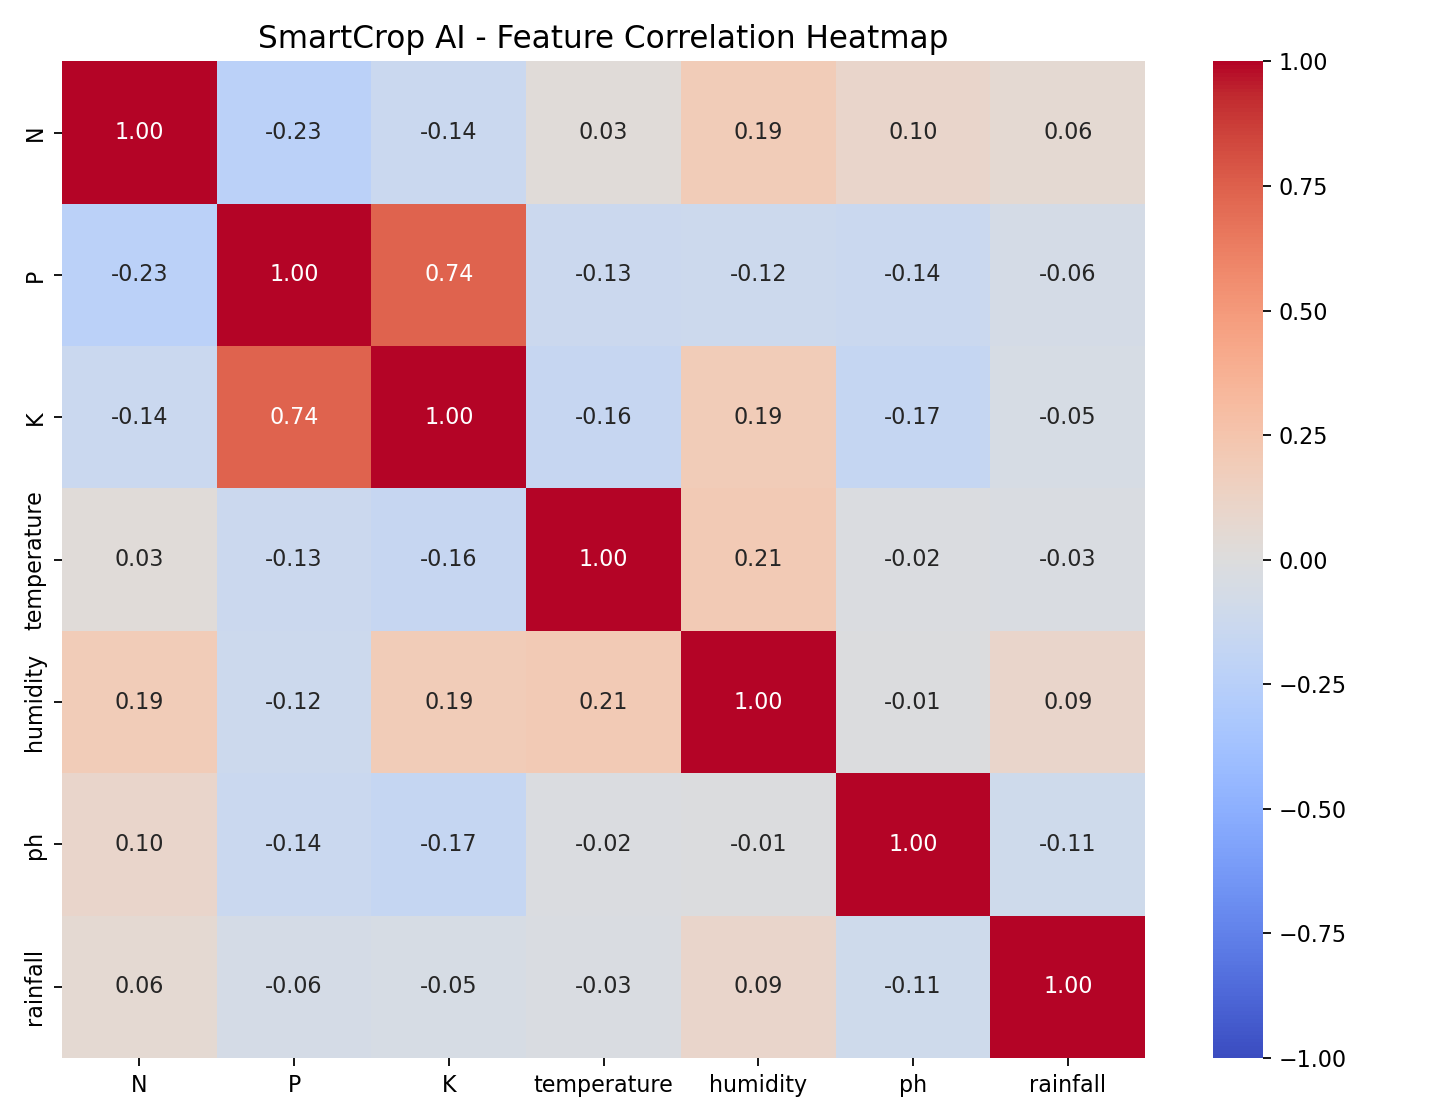 SmartCrop AI - Feature Correlation Heatmap
N 1.00 -0.23 -0.14 0.03 0.19 0.10 0.06
P -0.23 1.00 0.74 -0.13 -0.12 -0.14 -0.06
K -0.14 0.74 1.00 -0.16 0.19 -0.17 -0.05
temperature 0.03 -0.13 -0.16 1.00 0.21 -0.02 -0.03
humidity 0.19 -0.12 0.19 0.21 1.00 -0.01 0.09
ph 0.10 -0.14 -0.17 -0.02 -0.01 1.00 -0.11
rainfall 0.06 -0.06 -0.05 -0.03 0.09 -0.11 1.00
N P K temperature humidity ph rainfall
1.00
0.75
0.50
0.25
0.00
−0.25
−0.50
−0.75
−1.00